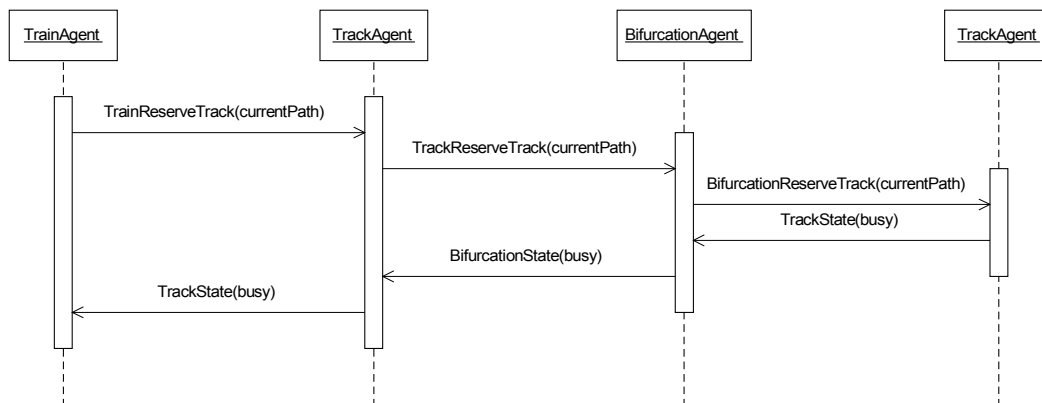 TrainAgent
TrackAgent
BifurcationAgent
TrackAgent
TrainReserveTrack(currentPath)
TrackReserveTrack(currentPath)
BifurcationReserveTrack(currentPath)
TrackState(busy)
BifurcationState(busy)
TrackState(busy)